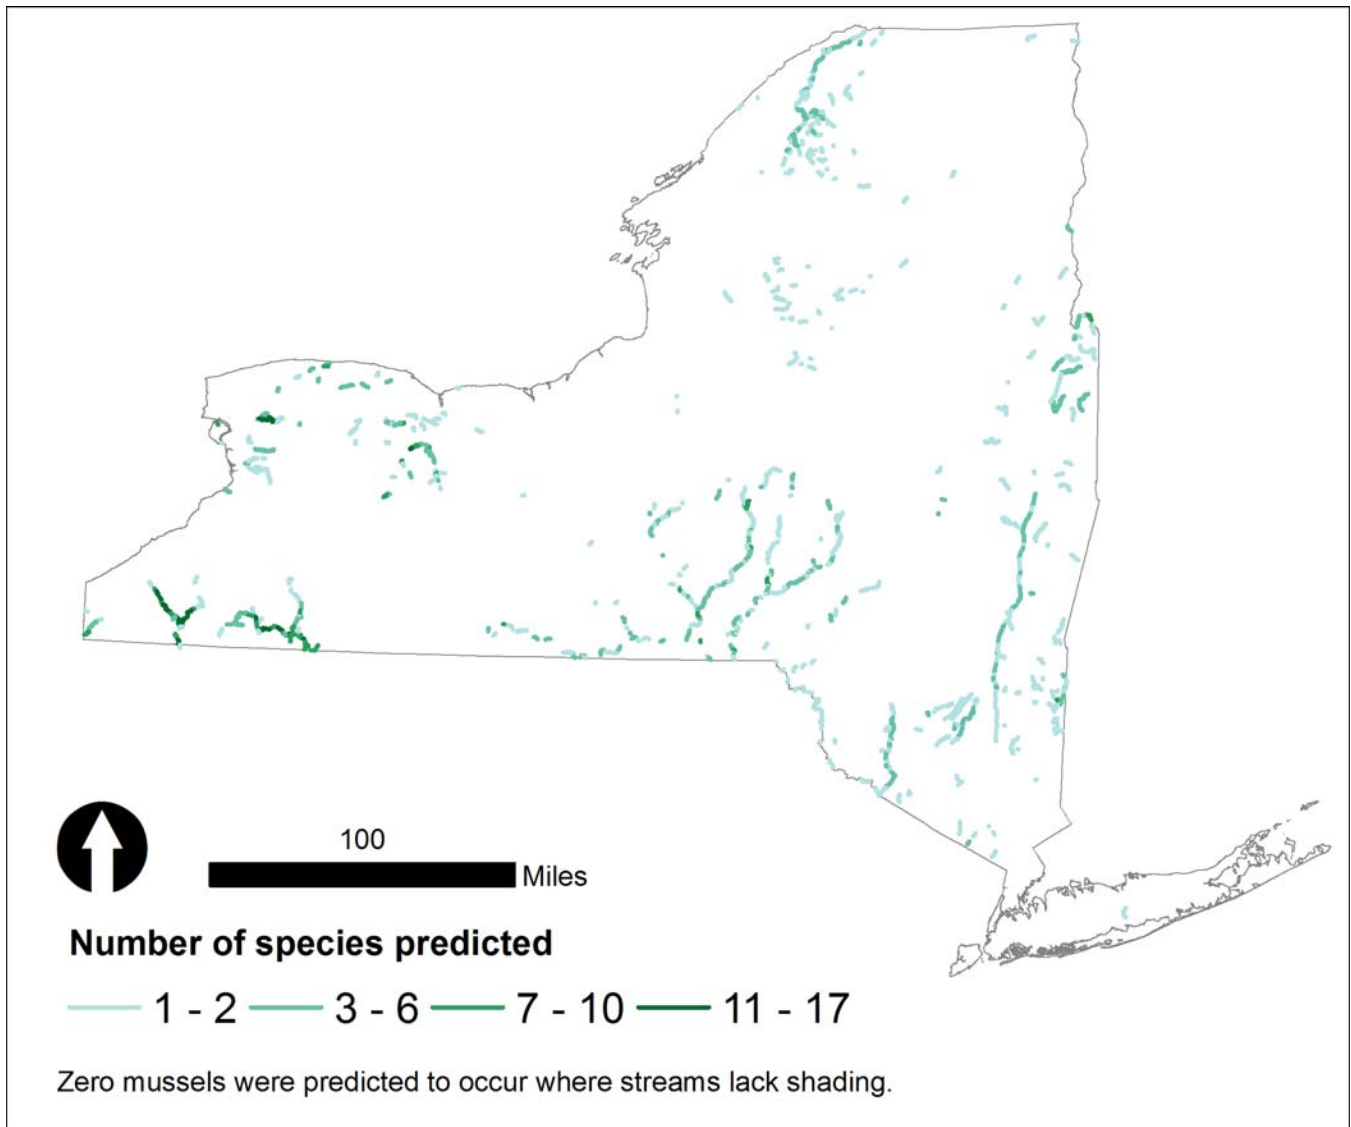 100
Miles
Number of species predicted
1 - 2 3 - 6 7 - 10 11 - 17
Zero mussels were predicted to occur where streams lack shading.